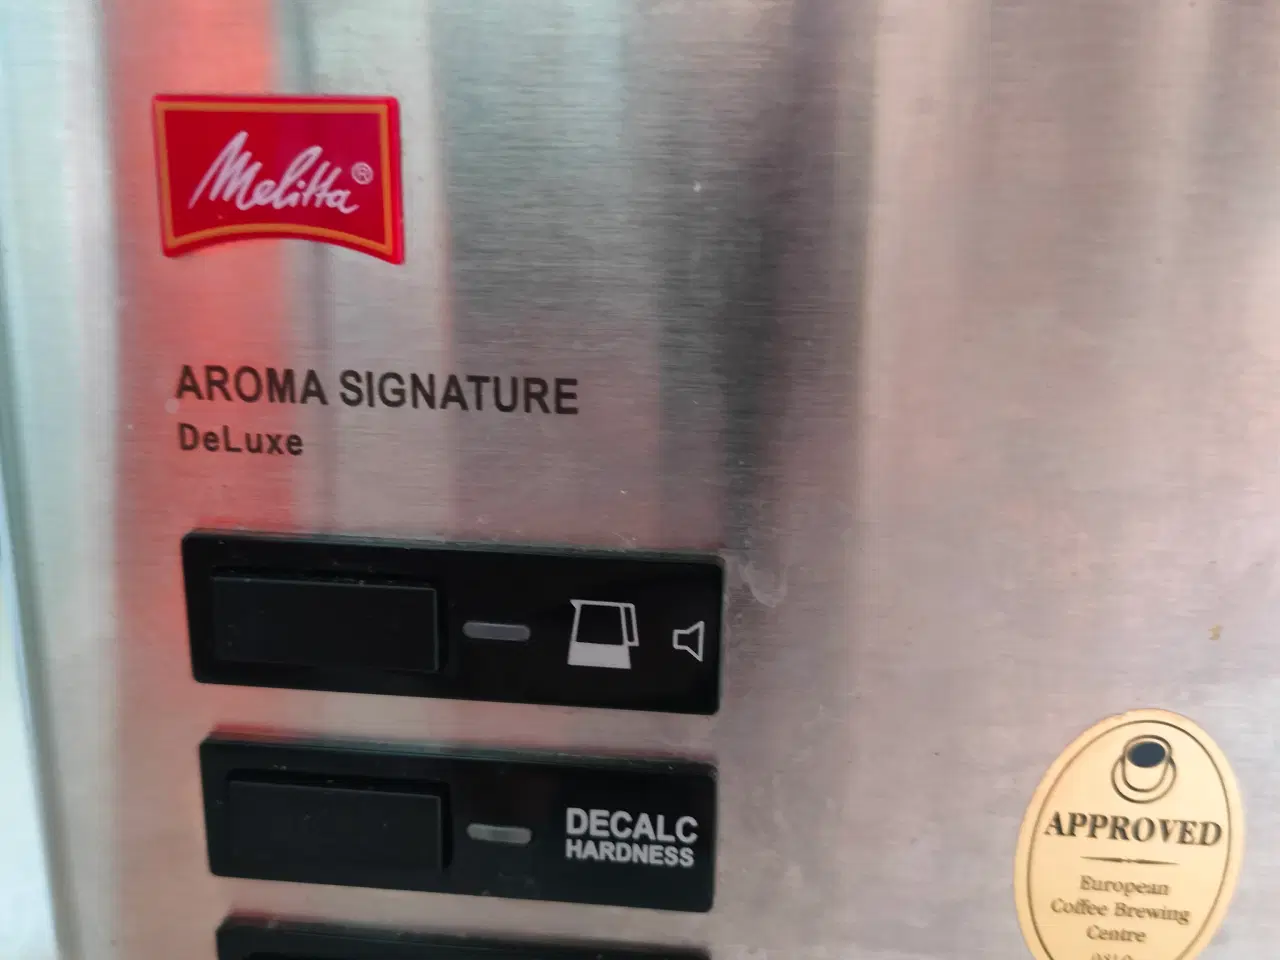 Melitta®
AROMA SIGNATURE
DeLuxe
DECALC
HARDNESS
APPROVED
European
Coffee Brewing
Centre